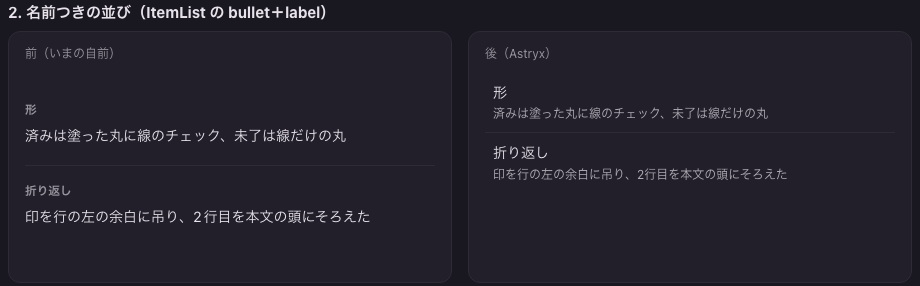 2. 名前つきの並び（ItemList の bullet＋label）
前（いまの自前）
形
済みは塗った丸に線のチェック、未了は線だけの丸
折り返し
印を行の左の余白に吊り、2行目を本文の頭にそろえた
後（Astryx）
形
済みは塗った丸に線のチェック、未了は線だけの丸
折り返し
印を行の左の余白に吊り、2行目を本文の頭にそろえた